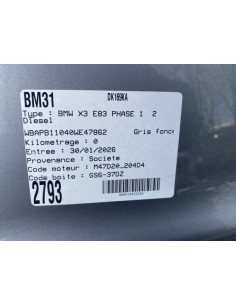 BM31 DK169KA
Type : BMW X3 E83 PHASE 1 2
Diesel
WBAPB11040WE47862 Gris fonce
Kilometrage : 0
Entree : 30/01/2026
Provenance : Societe
Code moteur : M47D20_204D4
Code boite : GS6-37DZ
2793